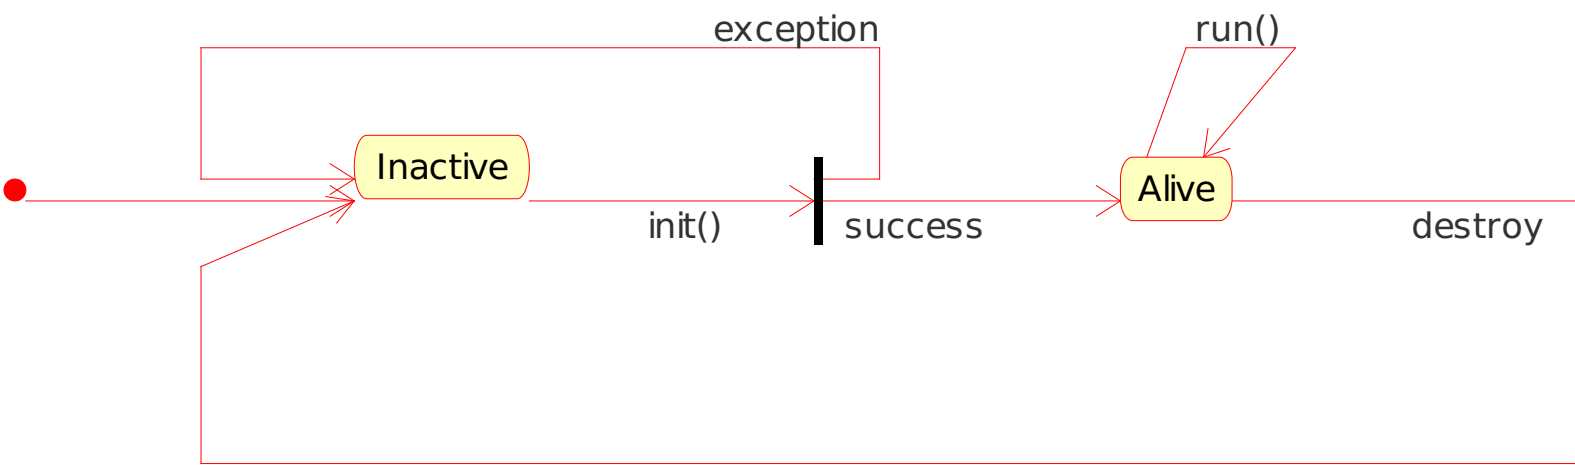 exception
run()
Inactive
Alive
init()
success
destroy